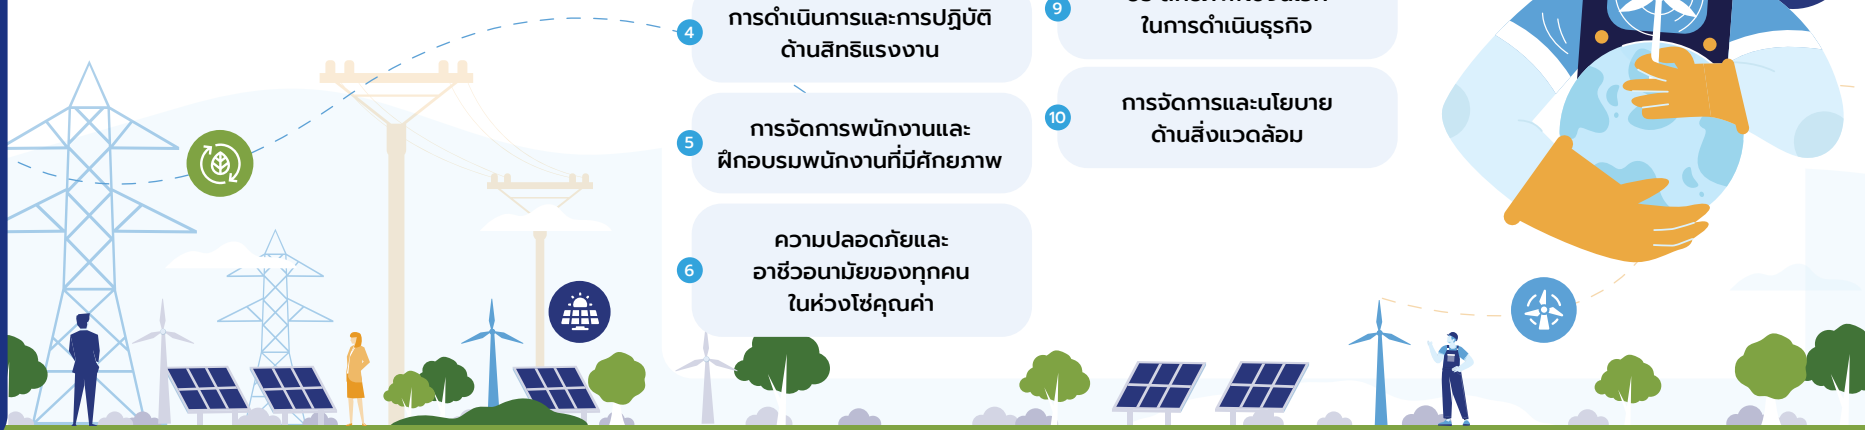 4
การดำเนินการและการปฏิบัติ
ด้านสิทธิแรงงาน
5
การจัดการพนักงานและ
ฝึกอบรมพนักงานที่มีศักยภาพ
6
ความปลอดภัยและ
อาชีวอนามัยของทุกคน
ในห่วงโซ่คุณค่า
9
ในการดำเนินธุรกิจ
10
การจัดการและนโยบาย
ด้านสิ่งแวดล้อม